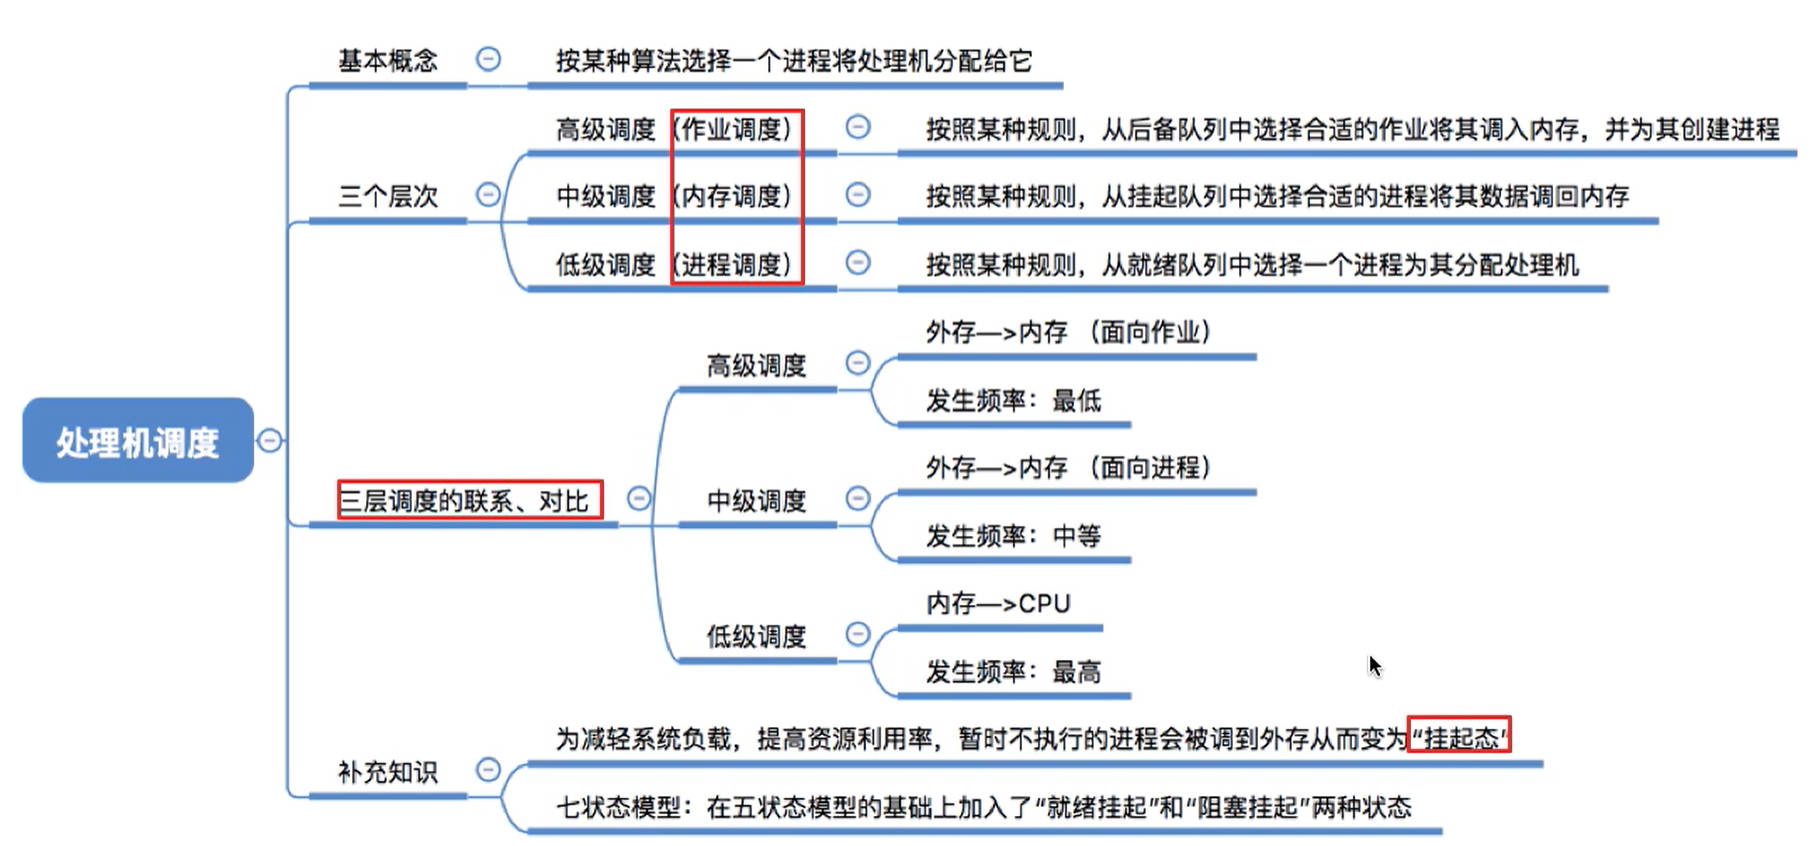 基本概念
按某种算法选择一个进程将处理机分配给它
三个层次
高级调度（作业调度）
按照某种规则，从后备队列中选择合适的作业将其调入内存，并为其创建进程
中级调度（内存调度）
按照某种规则，从挂起队列中选择合适的进程将其数据调回内存
低级调度（进程调度）
按照某种规则，从就绪队列中选择一个进程为其分配处理机
处理机调度
三层调度的联系、对比
高级调度
外存—>内存 （面向作业）
发生频率：最低
中级调度
外存—>内存 （面向进程）
发生频率：中等
低级调度
内存—>CPU
发生频率：最高
补充知识
为减轻系统负载，提高资源利用率，暂时不执行的进程会被调到外存从而变为“挂起态”
七状态模型：在五状态模型的基础上加入了“就绪挂起”和“阻塞挂起”两种状态